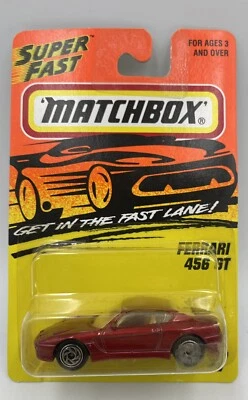 SUPER
FAST
FOR AGES 3
AND OVER
MATCHBOX®
GET IN THE FAST LANE!
FERRARI
456 GT